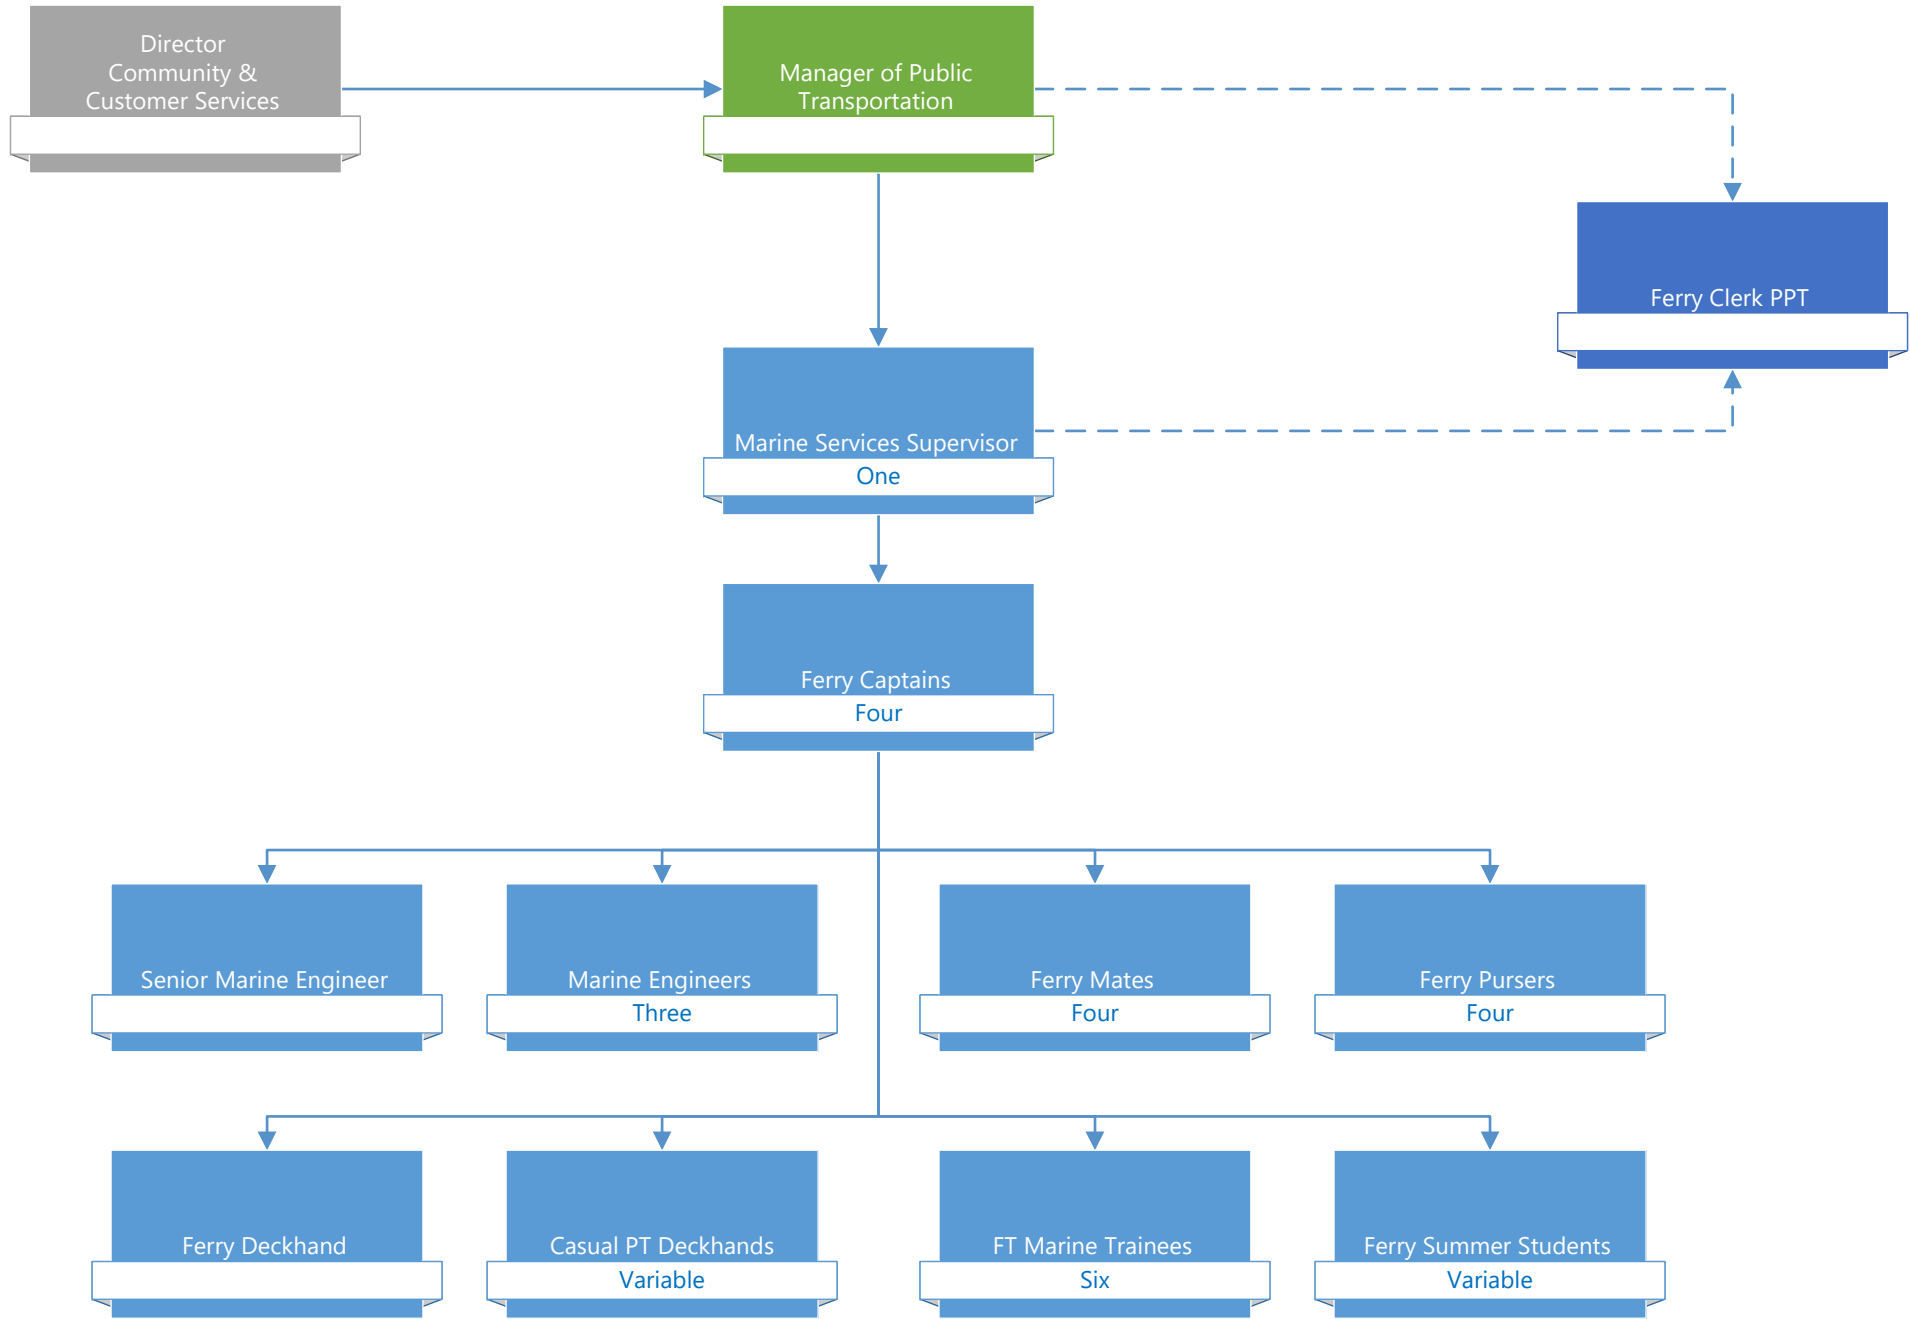 Director
Community &
Customer Services
Manager of Public
Transportation
Ferry Clerk PPT
Marine Services Supervisor
One
Ferry Captains
Four
Senior Marine Engineer
Marine Engineers
Three
Ferry Mates
Four
Ferry Pursers
Four
Ferry Deckhand
Casual PT Deckhands
Variable
FT Marine Trainees
Six
Ferry Summer Students
Variable